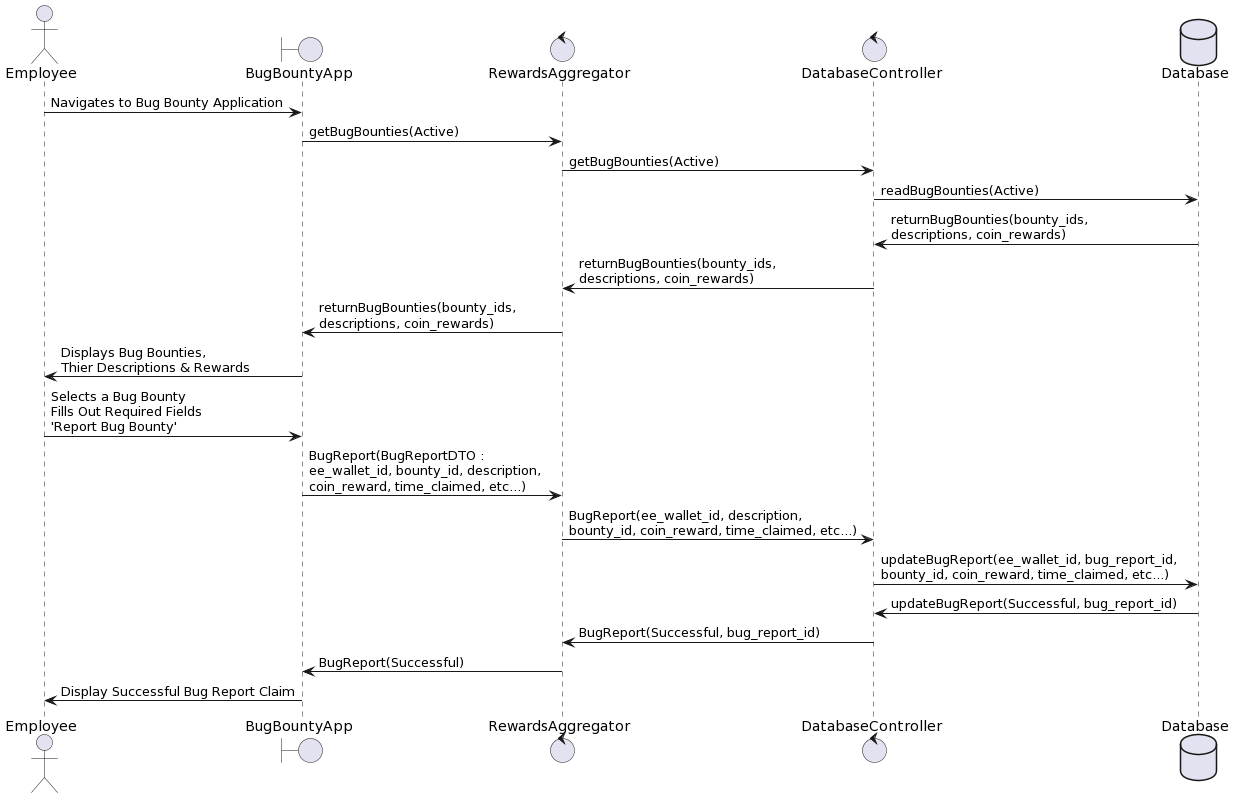 Employee
BugBountyApp
RewardsAggregator
DatabaseController
Database
Navigates to Bug Bounty Application
getBugBounties(Active)
getBugBounties(Active)
readBugBounties(Active)
returnBugBounties(bounty_ids,
descriptions, coin_rewards)
returnBugBounties(bounty_ids,
descriptions, coin_rewards)
returnBugBounties(bounty_ids,
descriptions, coin_rewards)
Displays Bug Bounties,
Thier Descriptions & Rewards
Selects a Bug Bounty
Fills Out Required Fields
'Report Bug Bounty'
BugReport(BugReportDTO :
ee_wallet_id, bounty_id, description,
coin_reward, time_claimed, etc...)
BugReport(ee_wallet_id, description,
bounty_id, coin_reward, time_claimed, etc...)
updateBugReport(ee_wallet_id, bug_report_id,
bounty_id, coin_reward, time_claimed, etc...)
updateBugReport(Successful, bug_report_id)
BugReport(Successful, bug_report_id)
BugReport(Successful)
Display Successful Bug Report Claim
Employee
BugBountyApp
RewardsAggregator
DatabaseController
Database